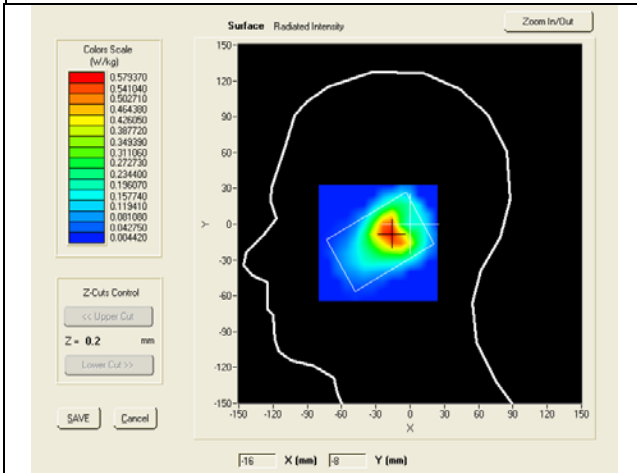 Surface Radiated Intensity
Zoom In/Out
Colors Scale
(W/kg)
0.579370
0.541040
0.502710
0.464380
0.426050
0.387720
0.349390
0.311060
0.272730
0.234400
0.196070
0.157740
0.119410
0.081080
0.042750
0.004420
Z-Cuts Control
<< Upper Cut
Z = 0.2 mm
Lower Cut >>
SAVE Cancel
150
120
90
60
30
0
-30
-60
-90
-120
-150
Y
-150 -120 -90 -60 -30 0 30 60 90 120 150
X
-16 X (mm) -8 Y (mm)